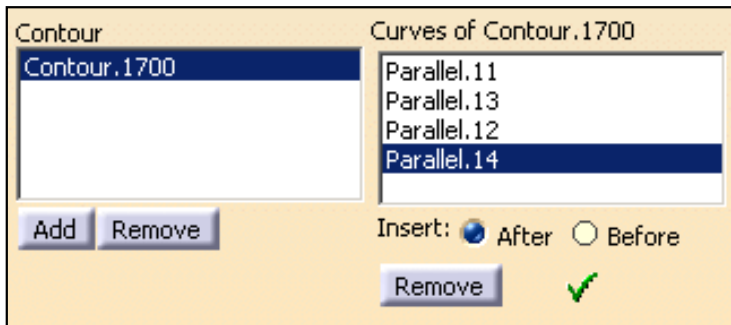 Contour
Contour.1700
Add Remove
Curves of Contour.1700
Parallel.11
Parallel.13
Parallel.12
Parallel.14
Insert: After Before
Remove